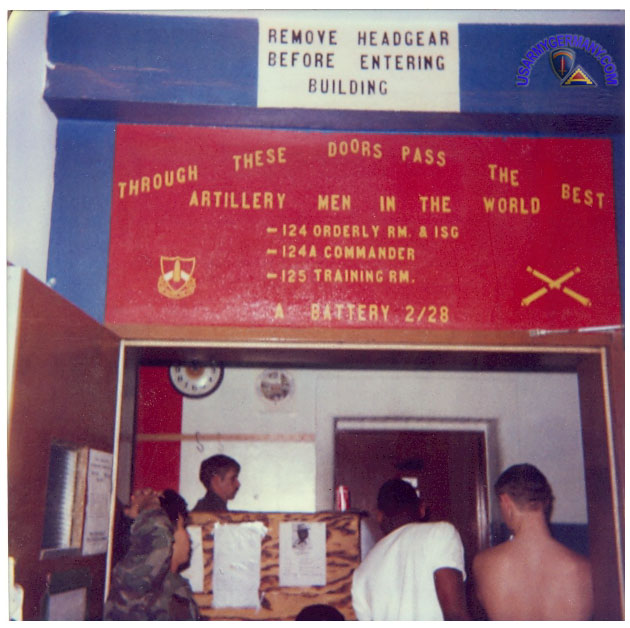 REMOVE HEADGEAR
BEFORE ENTERING
BUILDING
USARMYGERMANY.COM
THROUGH THESE DOORS PASS THE BEST
ARTILLERY MEN IN THE WORLD
-124 ORDERLY RM. & ISG
-124A COMMANDER
-125 TRAINING RM.
A BATTERY 2/28